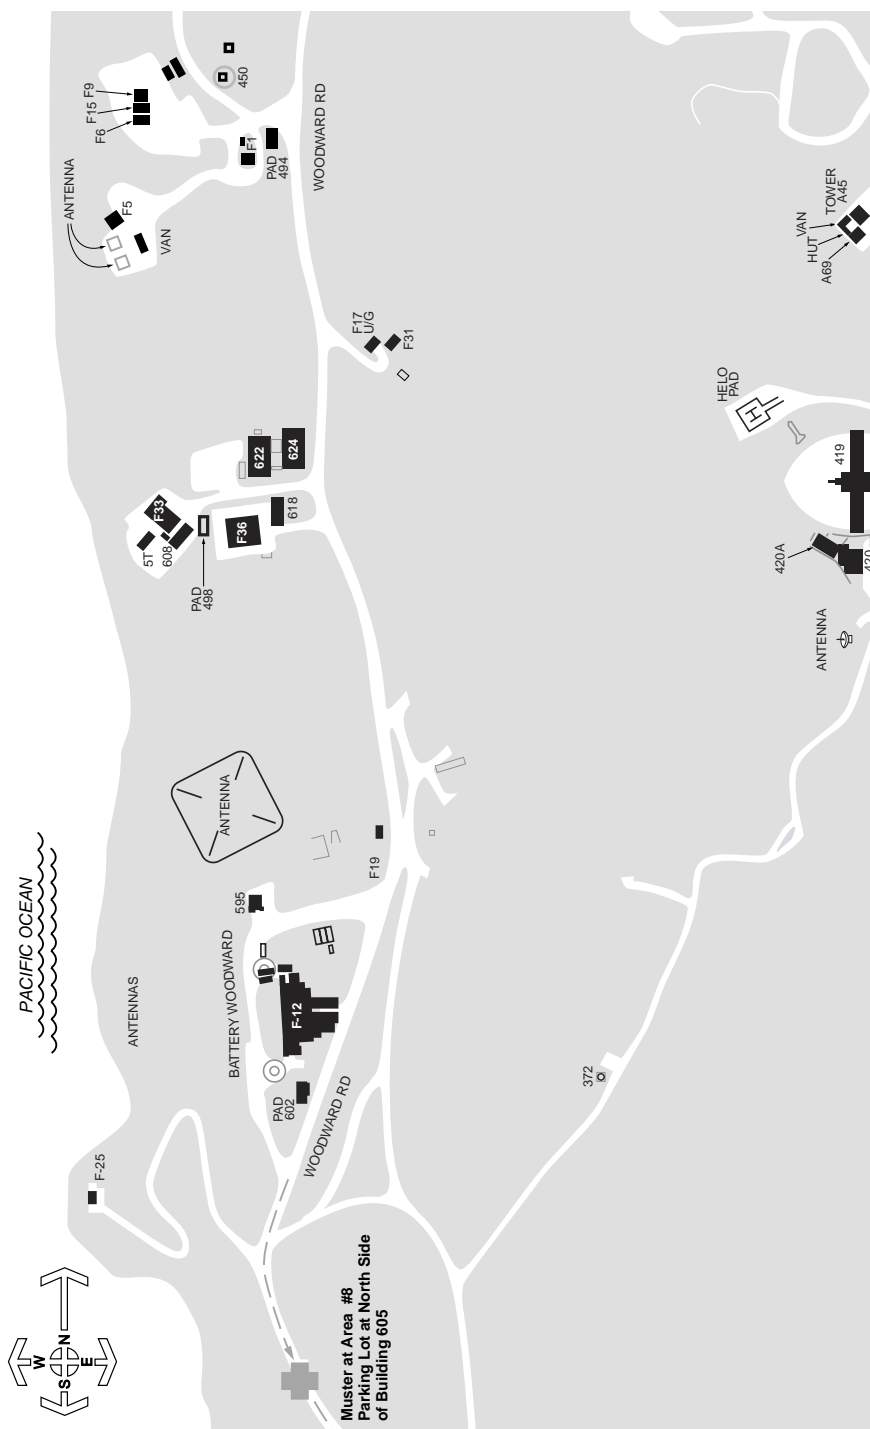 PACIFIC OCEAN
F9
F15
F6
450
ANTENNA
F5
VAN
F1
PAD
494
WOODWARD RD
F17
U/G
F31
VAN
HUT
A69
TOWER
A45
HELO
PAD
419
420A
420
ANTENNA
622
624
F33
5T
608
F36
618
PAD
498
ANTENNA
F19
595
BATTERY WOODWARD
ANTENNAS
F-12
PAD
602
WOODWARD RD
372
F-25
N
W
S
E
Muster at Area #8
Parking Lot at North Side
of Building 605
H